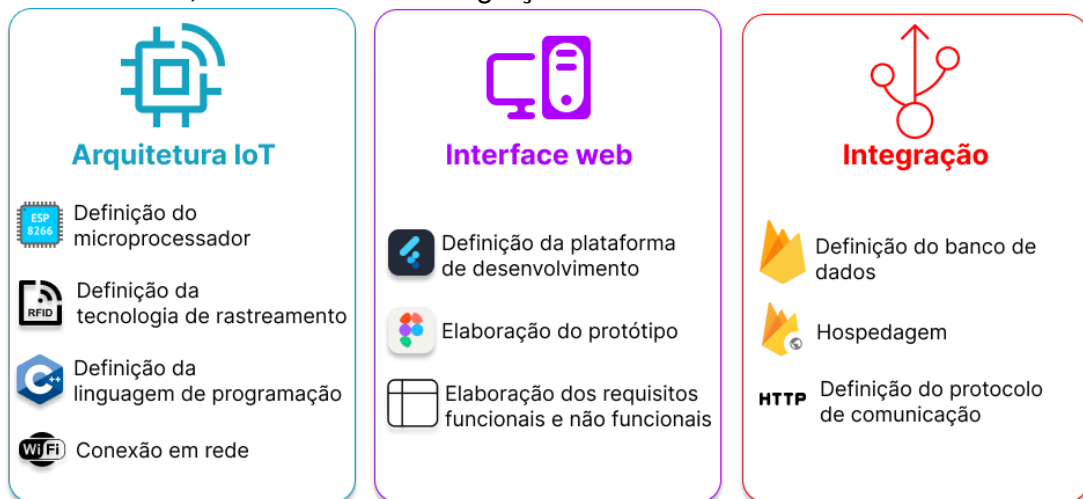 Arquitetura IoT
ESP
8266
Definição do
microprocessador
RFID
Definição da
tecnologia de rastreamento
C++
Definição da
linguagem de programação
WiFi
Conexão em rede
Interface web
Definição da plataforma
de desenvolvimento
Elaboração do protótipo
Elaboração dos requisitos
funcionais e não funcionais
Integração
Definição do banco de
dados
Hospedagem
HTTP
Definição do protocolo
de comunicação